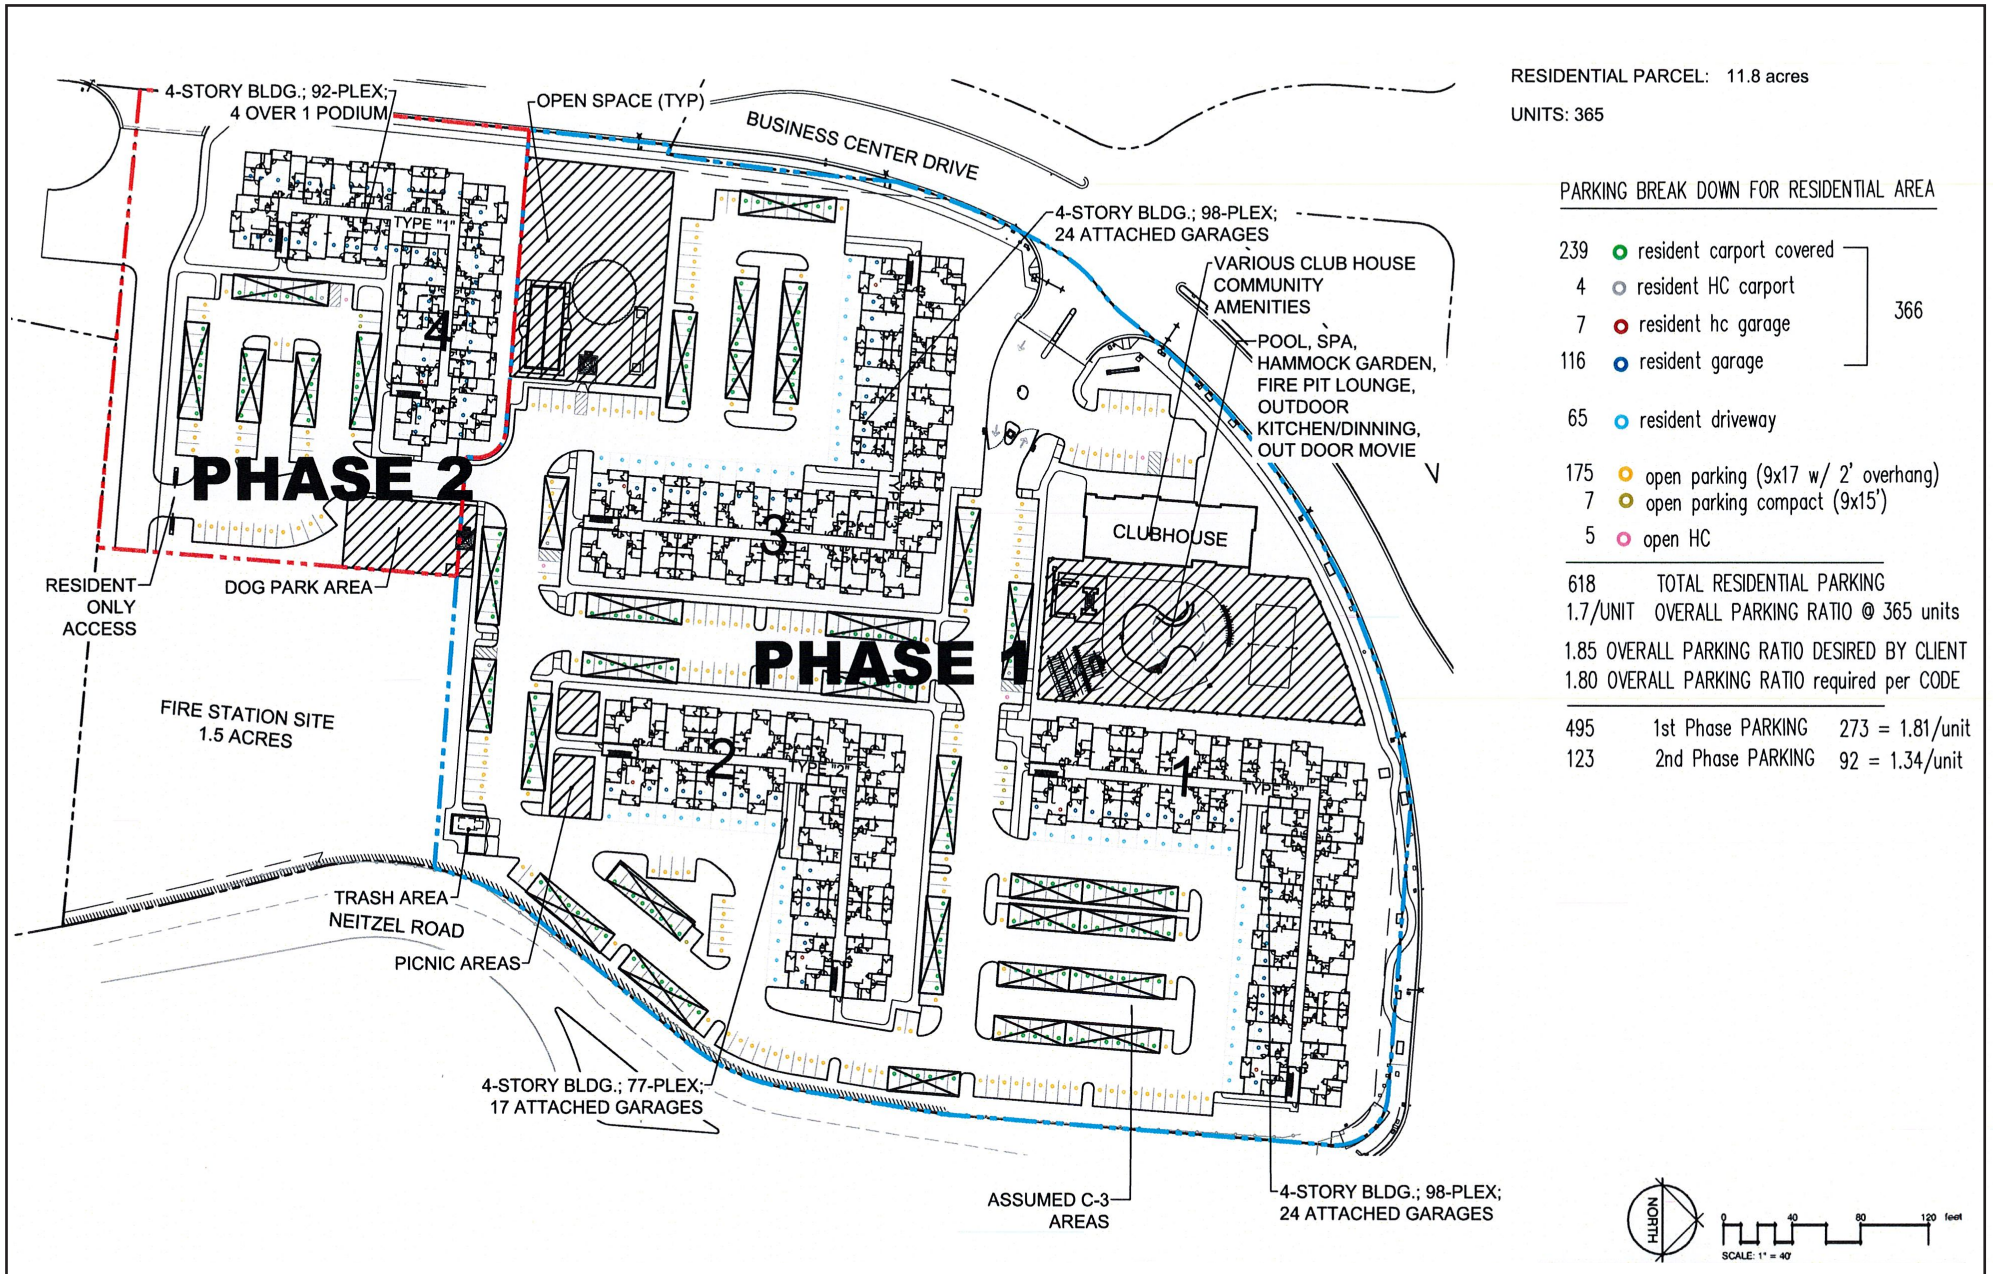 4-STORY BLDG.; 92-PLEX;
4 OVER 1 PODIUM
OPEN SPACE (TYP)
BUSINESS CENTER DRIVE
4-STORY BLDG.; 98-PLEX;
24 ATTACHED GARAGES
VARIOUS CLUB HOUSE
COMMUNITY
AMENITIES
POOL, SPA,
HAMMOCK GARDEN,
FIRE PIT LOUNGE,
OUTDOOR
KITCHEN/DINNING,
OUT DOOR MOVIE
TYPE "1"
4
PHASE 2
RESIDENT
ONLY
ACCESS
DOG PARK AREA
TYPE "3"
3
CLUBHOUSE
PHASE 1
FIRE STATION SITE
1.5 ACRES
2
TYPE "2"
1
TYPE "3"
TRASH AREA
NEITZEL ROAD
PICNIC AREAS
4-STORY BLDG.; 77-PLEX;
17 ATTACHED GARAGES
ASSUMED C-3
AREAS
4-STORY BLDG.; 98-PLEX;
24 ATTACHED GARAGES
RESIDENTIAL PARCEL: 11.8 acres
UNITS: 365
PARKING BREAK DOWN FOR RESIDENTIAL AREA
239 resident carport covered
4 resident HC carport
7 resident hc garage
116 resident garage
366
65 resident driveway
175 open parking (9x17 w/ 2' overhang)
7 open parking compact (9x15')
5 open HC
618 TOTAL RESIDENTIAL PARKING
1.7/UNIT OVERALL PARKING RATIO @ 365 units
1.85 OVERALL PARKING RATIO DESIRED BY CLIENT
1.80 OVERALL PARKING RATIO required per CODE
495 1st Phase PARKING 273 = 1.81/unit
123 2nd Phase PARKING 92 = 1.34/unit
NORTH
0 40 80 120 feet
SCALE: 1" = 40'